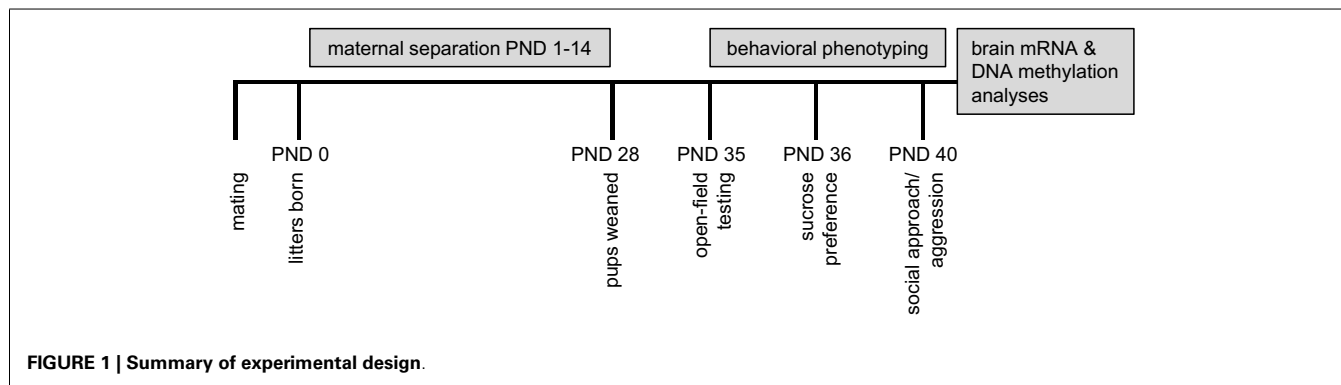 maternal separation PND 1-14
behavioral phenotyping
brain mRNA &
DNA methylation
analyses
mating
PND 0
litters born
PND 28
pups weaned
PND 35
open-field
testing
PND 36
sucrose
preference
PND 40
social approach/
aggression
FIGURE 1 | Summary of experimental design.